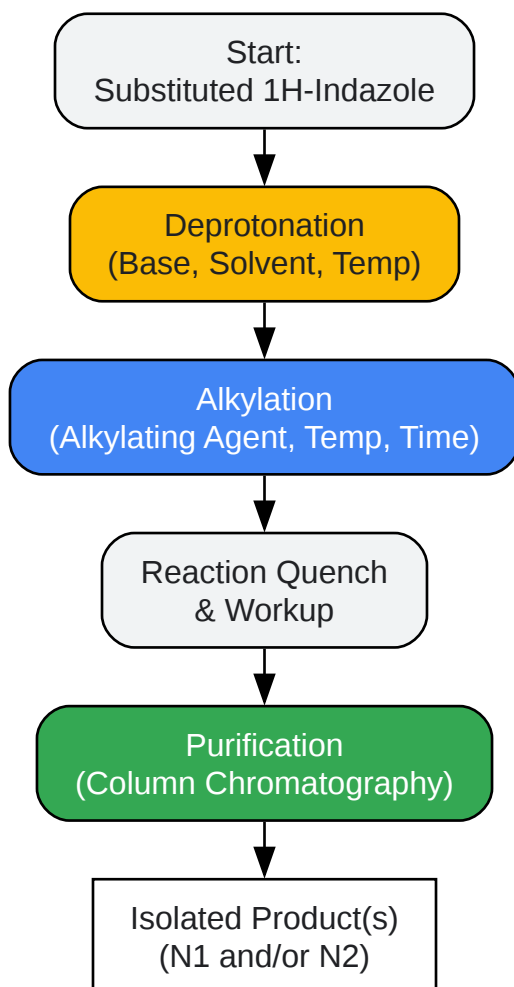 Start:
Substituted 1H-Indazole
Deprotonation
(Base, Solvent, Temp)
Alkylation
(Alkylating Agent, Temp, Time)
Reaction Quench
& Workup
Purification
(Column Chromatography)
Isolated Product(s)
(N1 and/or N2)